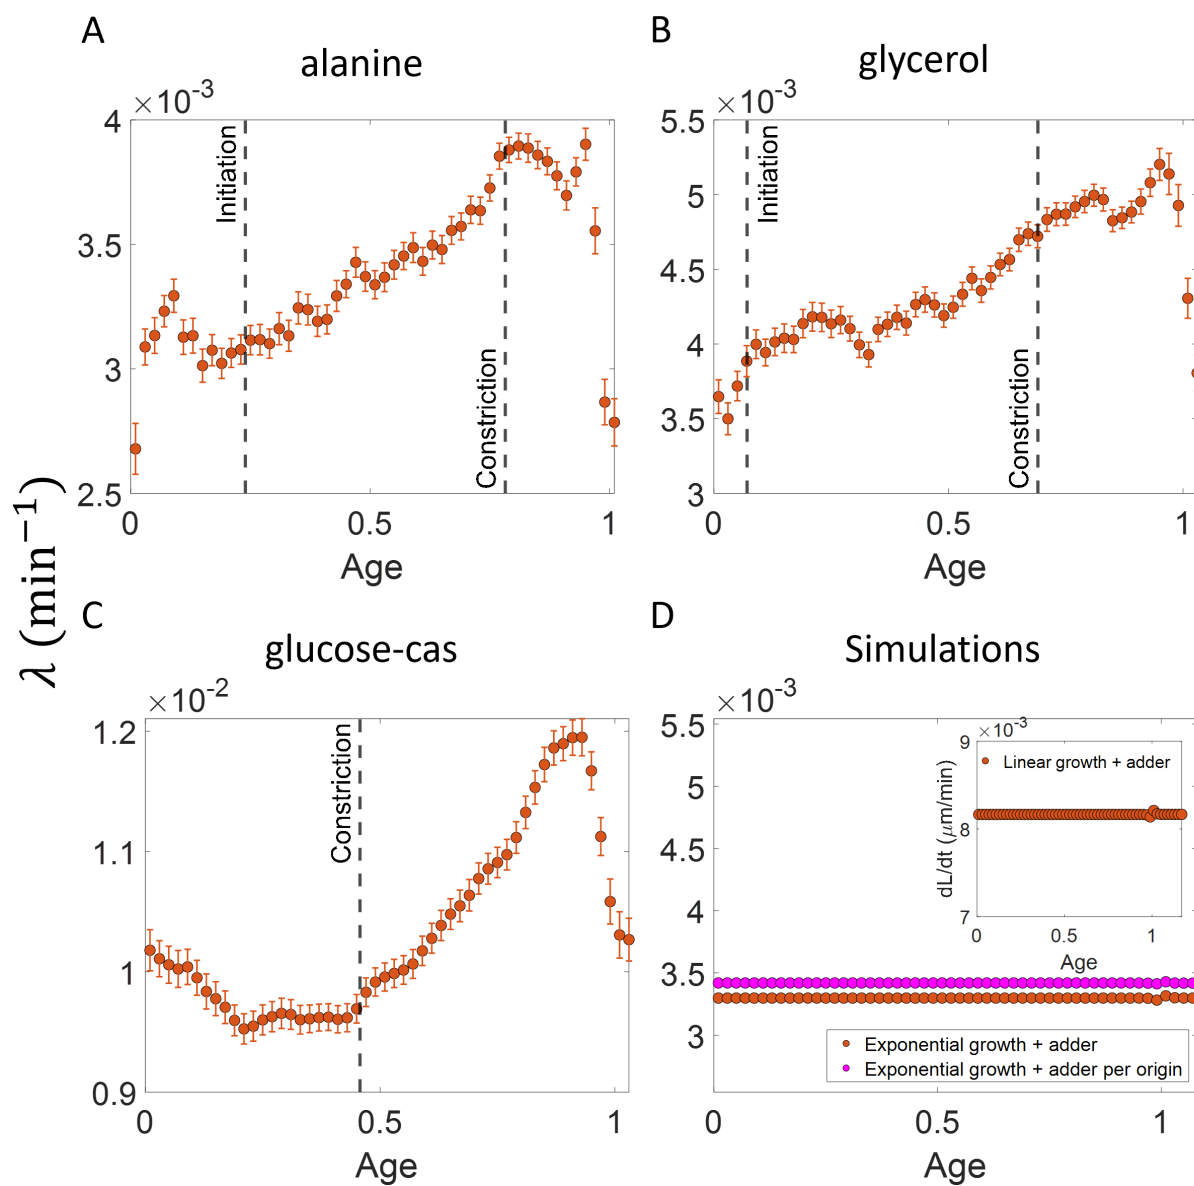 A
alanine
×10⁻³
4
3.5
3
2.5
Initiation
Constriction
0
0.5
1
Age
B
glycerol
×10⁻³
5.5
5
4.5
4
3.5
3
Initiation
Constriction
0
0.5
1
Age
λ (min⁻¹)
C
glucose-cas
×10⁻²
1.2
1.1
1
0.9
Constriction
0
0.5
1
Age
D
Simulations
×10⁻³
5.5
5
4.5
4
3.5
3
×10⁻³
9
8
7
dL/dt (μm/min)
Linear growth + adder
0
0.5
1
Age
Exponential growth + adder
Exponential growth + adder per origin
0
0.5
1
Age